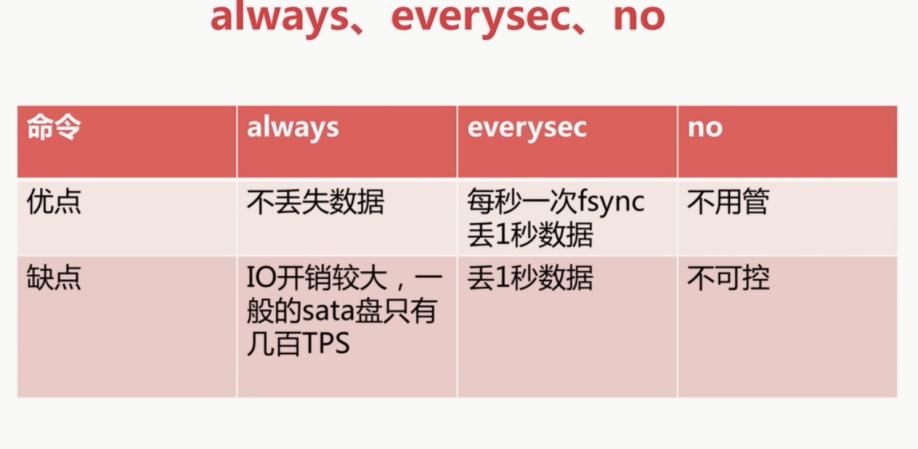 always、everysec、no
命令 always everysec no
优点 不丢失数据 每秒一次fsync 不用管
丢1秒数据
缺点 IO开销较大，一 丢1秒数据 不可控
般的sata盘只有
几百TPS